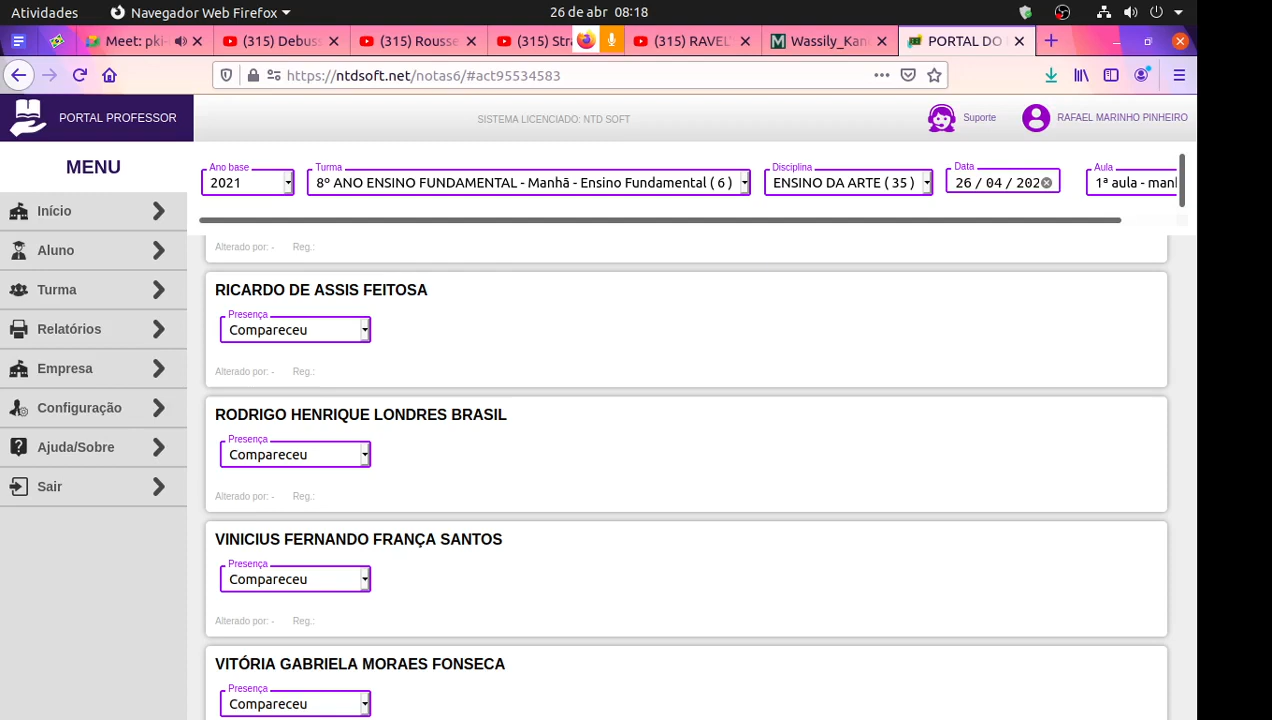 Atividades
Navegador Web Firefox
26 de abr 08:18
Meet: pki-
(315) Debus
(315) Rousse
(315) Stra
(315) RAVEL'
Wassily_Kan
PORTAL DO
https://ntdsoft.net/notas6/#act95534583
PORTAL PROFESSOR
SISTEMA LICENCIADO: NTD SOFT
Suporte
RAFAEL MARINHO PINHEIRO
MENU
Início
Aluno
Turma
Relatórios
Empresa
Configuração
Ajuda/Sobre
Sair
Ano base
2021
Turma
8º ANO ENSINO FUNDAMENTAL - Manhã - Ensino Fundamental ( 6 )
Disciplina
ENSINO DA ARTE ( 35 )
Data
26 / 04 / 202
Aula
1ª aula - manl
Alterado por: - Reg.:
RICARDO DE ASSIS FEITOSA
Presença
Compareceu
Alterado por: - Reg.:
RODRIGO HENRIQUE LONDRES BRASIL
Presença
Compareceu
Alterado por: - Reg.:
VINICIUS FERNANDO FRANÇA SANTOS
Presença
Compareceu
Alterado por: - Reg.:
VITÓRIA GABRIELA MORAES FONSECA
Presença
Compareceu